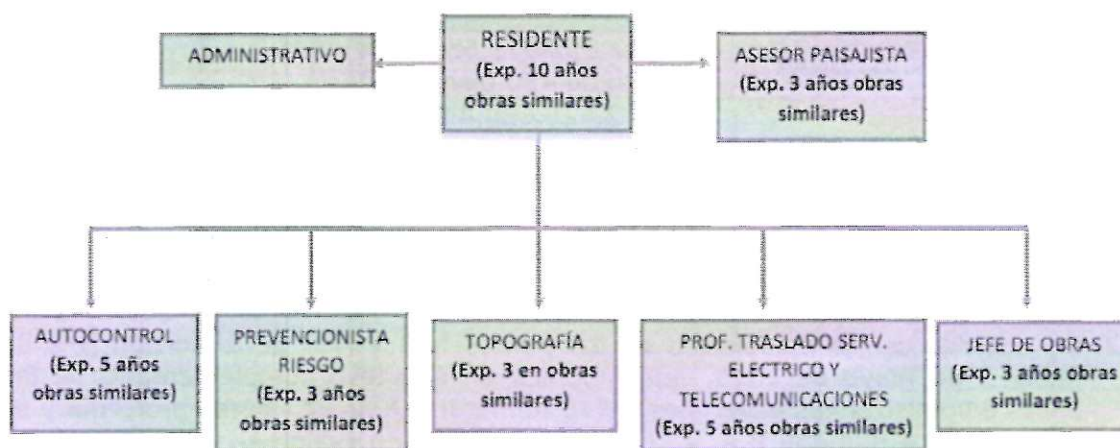 ADMINISTRATIVO
RESIDENTE
(Exp. 10 años
obras similares)
ASESOR PAISAJISTA
(Exp. 3 años obras
similares)
AUTOCONTROL
(Exp. 5 años
obras similares)
PREVENCIONISTA
RIESGO
(Exp. 3 años
obras similares)
TOPOGRAFÍA
(Exp. 3 en obras
similares)
PROF. TRASLADO SERV.
ELECTRICO Y
TELECOMUNICACIONES
(Exp. 5 años obras similares)
JEFE DE OBRAS
(Exp. 3 años obras
similares)